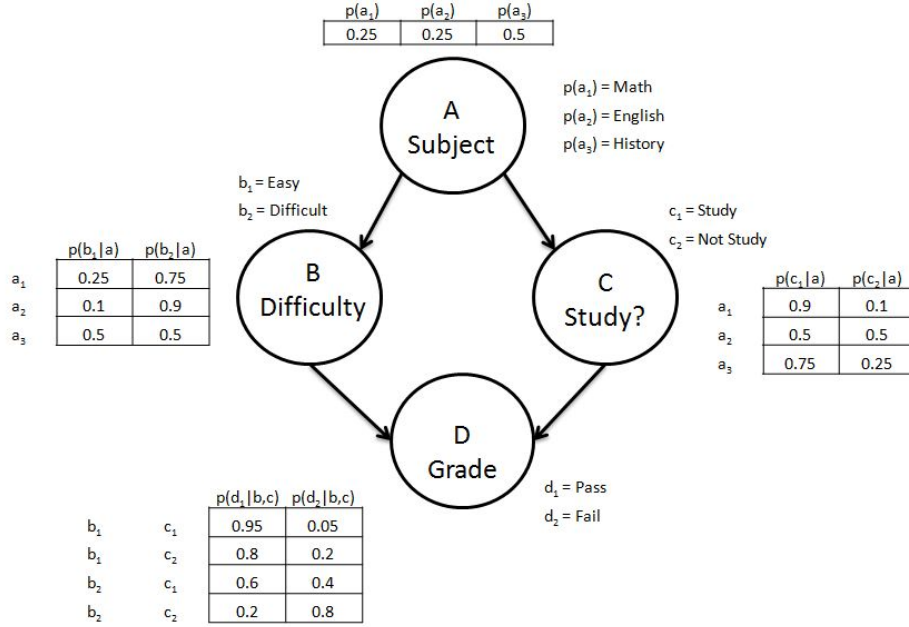 p(a₁) p(a₂) p(a₃)
0.25 0.25 0.5
A
Subject
p(a₁) = Math
p(a₂) = English
p(a₃) = History
b₁ = Easy
b₂ = Difficult
c₁ = Study
c₂ = Not Study
p(b₁|a) p(b₂|a)
a₁ 0.25 0.75
a₂ 0.1 0.9
a₃ 0.5 0.5
B
Difficulty
C
Study?
p(c₁|a) p(c₂|a)
a₁ 0.9 0.1
a₂ 0.5 0.5
a₃ 0.75 0.25
D
Grade
d₁ = Pass
d₂ = Fail
p(d₁|b,c) p(d₂|b,c)
b₁ c₁ 0.95 0.05
b₁ c₂ 0.8 0.2
b₂ c₁ 0.6 0.4
b₂ c₂ 0.2 0.8